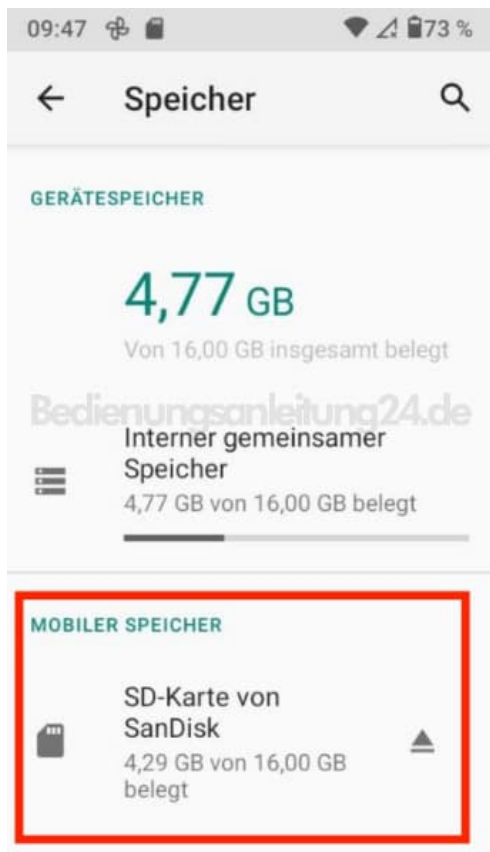 09:47 73 %
Speicher
GERÄTESPEICHER
4,77 GB
Von 16,00 GB insgesamt belegt
Bedienungsanleitung24.de
Interner gemeinsamer
Speicher
4,77 GB von 16,00 GB belegt
MOBILER SPEICHER
SD-Karte von
SanDisk
4,29 GB von 16,00 GB
belegt